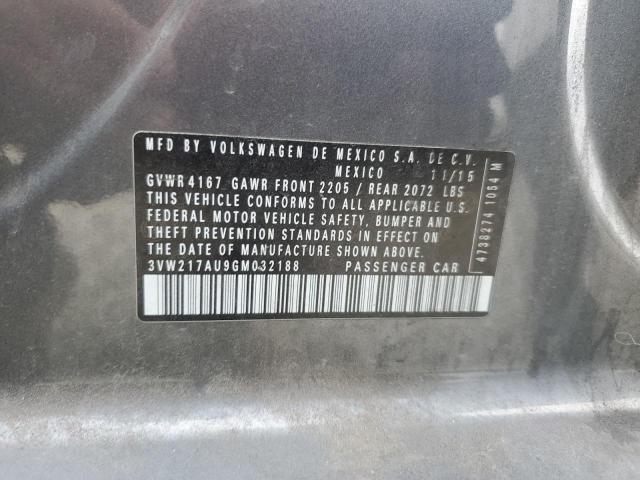 MFD BY VOLKSWAGEN DE MEXICO S.A. DE C.V.
MEXICO 11/15
GVWR 4167 GAWR FRONT 2205 / REAR 2072 LBS
THIS VEHICLE CONFORMS TO ALL APPLICABLE U.S.
FEDERAL MOTOR VEHICLE SAFETY, BUMPER AND
THEFT PREVENTION STANDARDS IN EFFECT ON
THE DATE OF MANUFACTURE SHOWN ABOVE.
3VW217AU9GM032188 PASSENGER CAR
4738274 1054 M